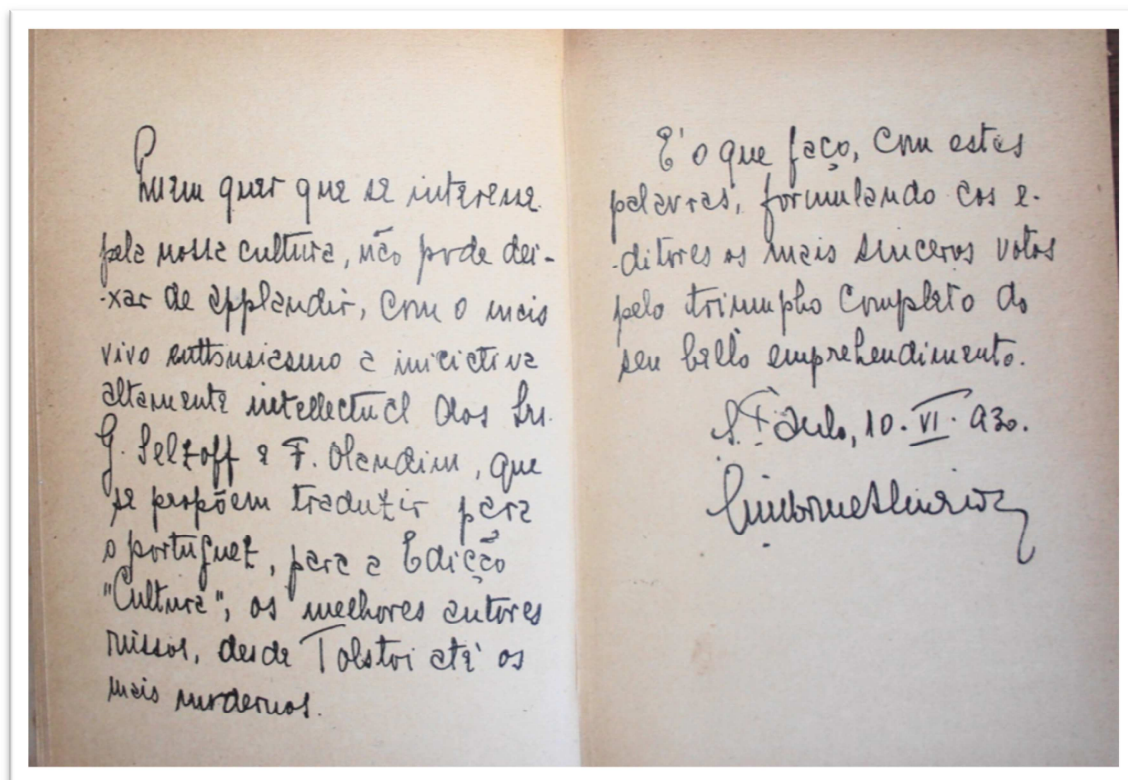 Quem quer que se interesse
pela nossa cultura, não pode dei-
-xar de applaudir, com o mais
vivo enthusiasmo a iniciativa
altamente intellectual dos Srs.
G. Selzoff e F. Olandim, que
se propõem traduzir para
o portuguez, para a Edição
"Cultura", os melhores autores
russos, desde Tolstoi até os
mais modernos.
E' o que faço, com estas
palavras, formulando aos e-
-ditores os mais sinceros votos
pelo triumpho completo do
seu bello emprehendimento.
S. Paulo, 10. VI. 930.